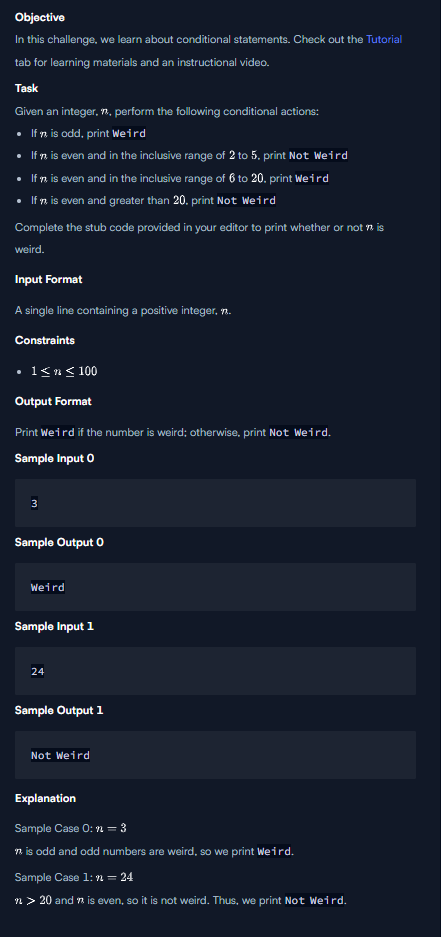 Objective
In this challenge, we learn about conditional statements. Check out the Tutorial
tab for learning materials and an instructional video.
Task
Given an integer, n, perform the following conditional actions:
• If n is odd, print Weird
• If n is even and in the inclusive range of 2 to 5, print Not Weird
• If n is even and in the inclusive range of 6 to 20, print Weird
• If n is even and greater than 20, print Not Weird
Complete the stub code provided in your editor to print whether or not n is
weird.
Input Format
A single line containing a positive integer, n.
Constraints
• 1 ≤ n ≤ 100
Output Format
Print Weird if the number is weird; otherwise, print Not Weird.
Sample Input 0
3
Sample Output 0
Weird
Sample Input 1
24
Sample Output 1
Not Weird
Explanation
Sample Case 0: n = 3
n is odd and odd numbers are weird, so we print Weird.
Sample Case 1: n = 24
n > 20 and n is even, so it is not weird. Thus, we print Not Weird.